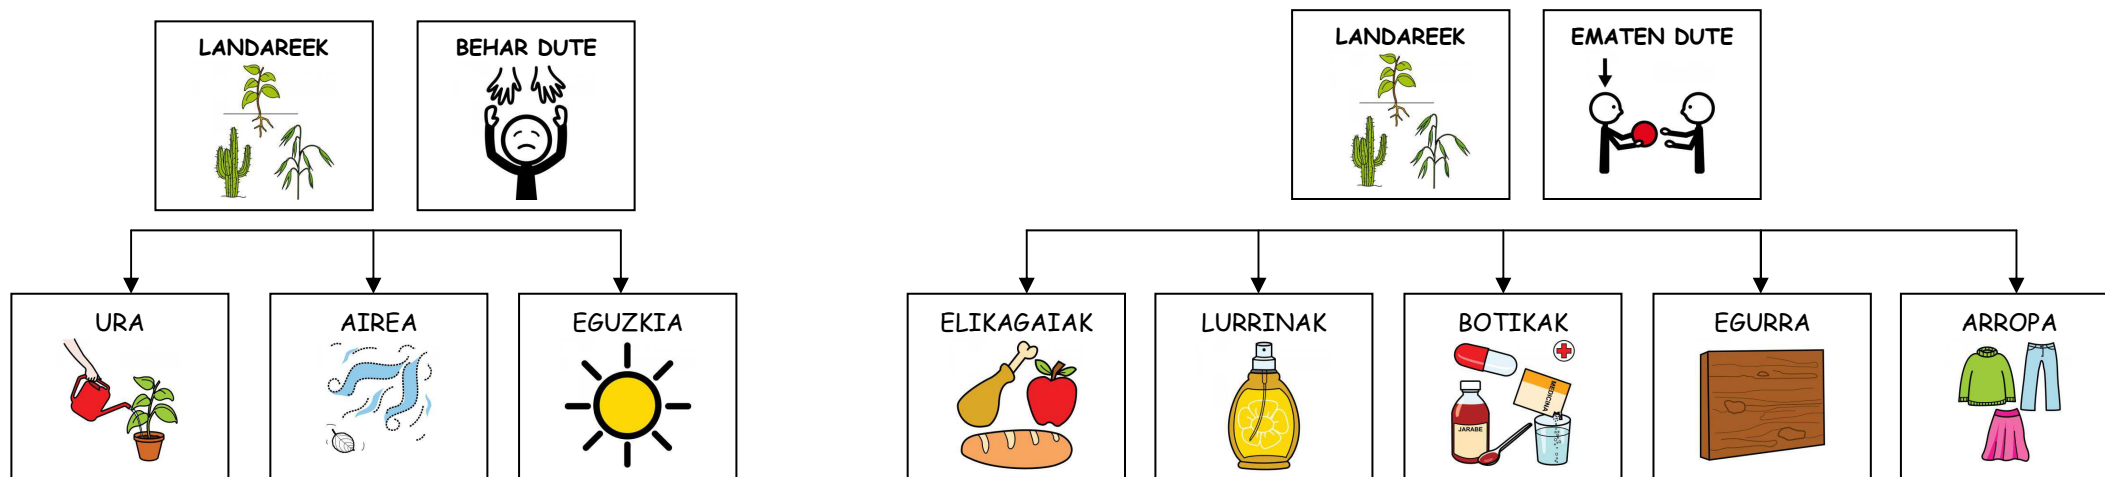 LANDAREEK
BEHAR DUTE
URA
AIREA
EGUZKIA
LANDAREEK
EMATEN DUTE
ELIKAGAIAK
LURRINAK
BOTIKAK
MEDICINA
JARABE
EGURRA
ARROPA